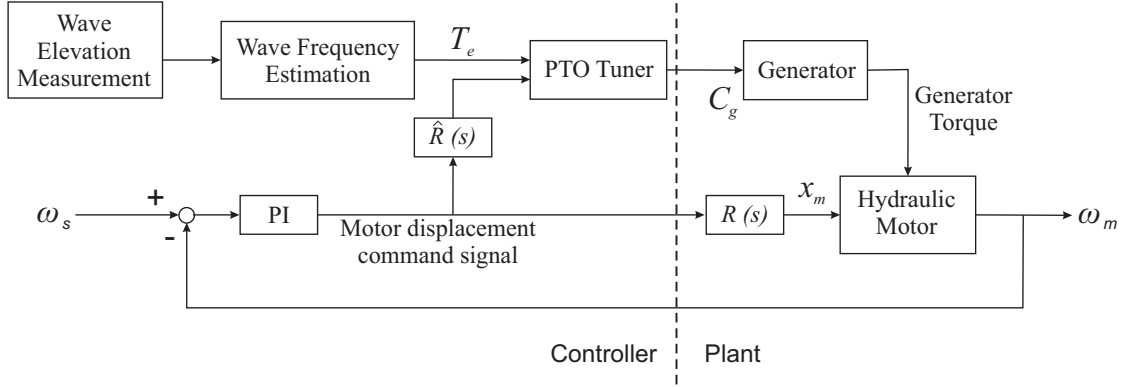 Wave
Elevation
Measurement
Wave Frequency
Estimation
T_e
PTO Tuner
C_g
Generator
Generator
Torque
R̂ (s)
ω_s
+
-
PI
Motor displacement
command signal
R (s)
x_m
Hydraulic
Motor
ω_m
Controller
Plant